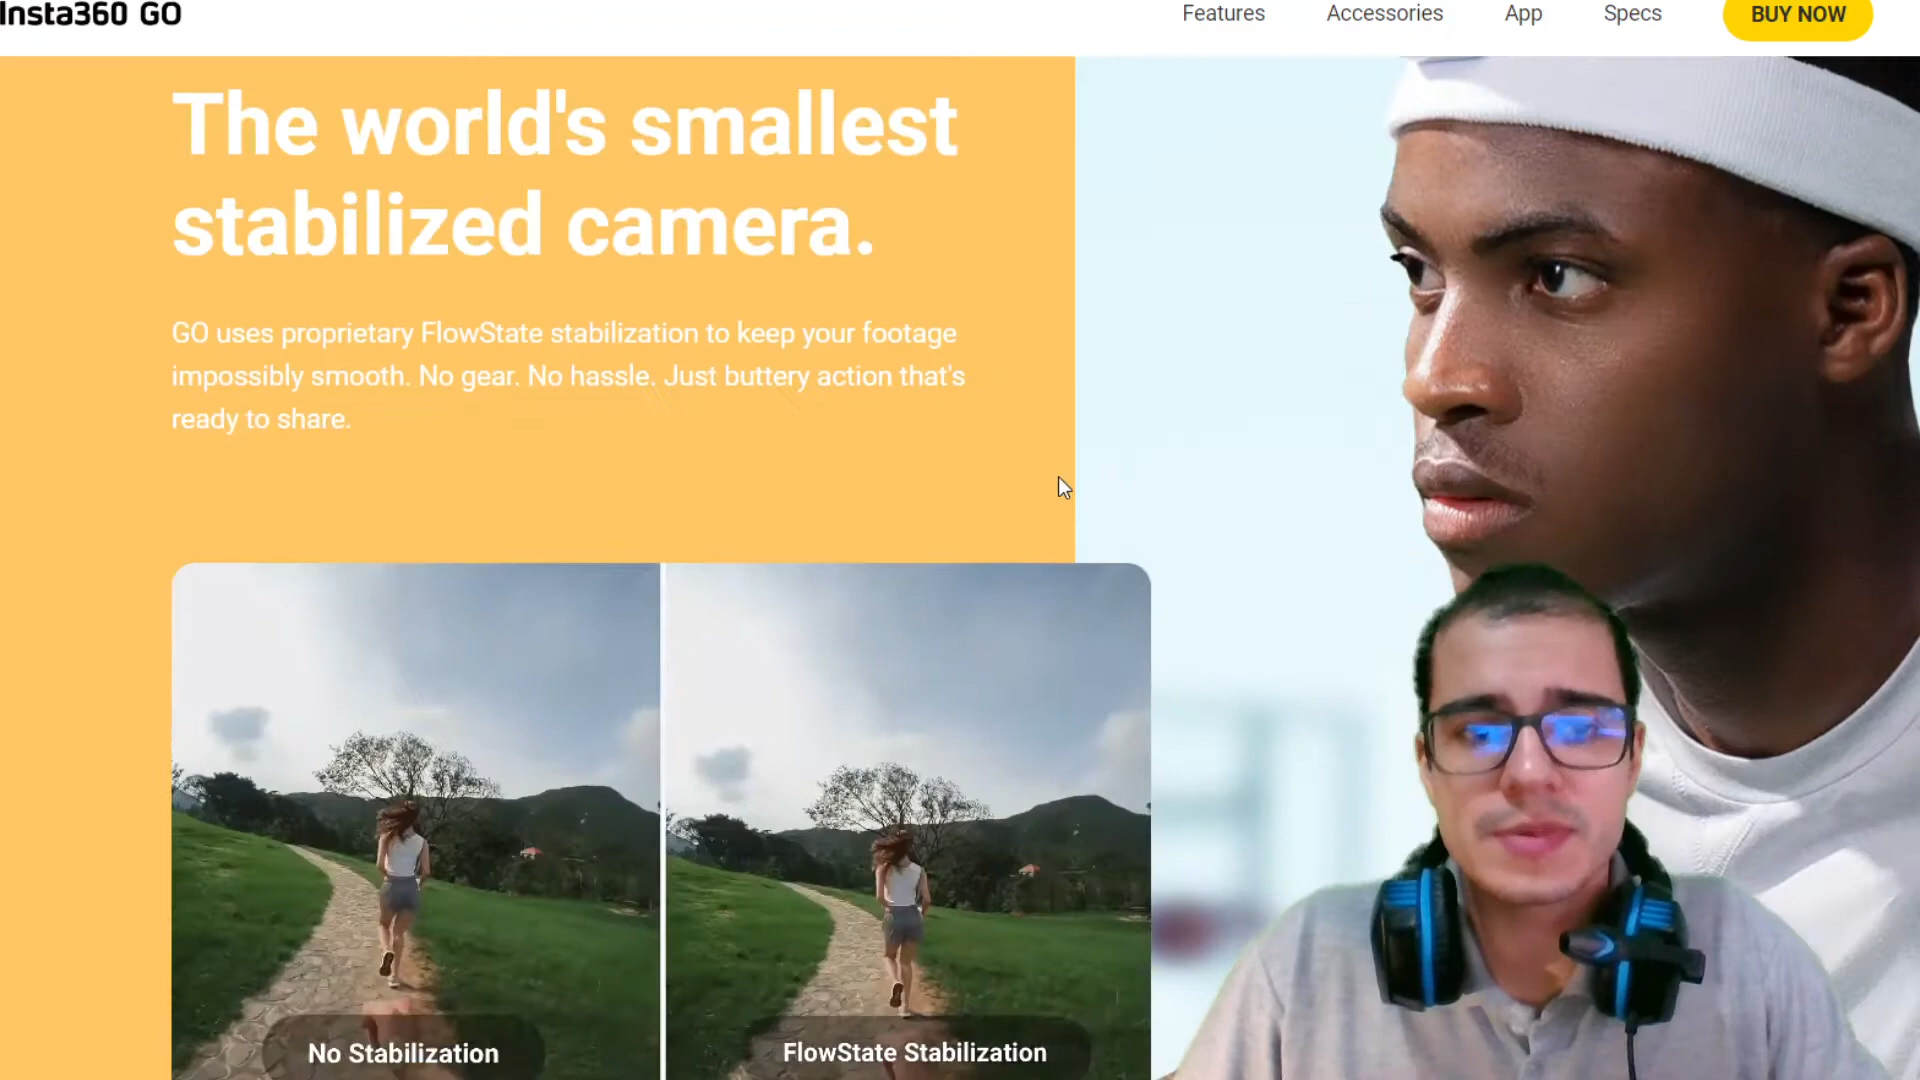 Insta360 GO
Features
Accessories
App
Specs
BUY NOW
The world's smallest
stabilized camera.
GO uses proprietary FlowState stabilization to keep your footage
impossibly smooth. No gear. No hassle. Just buttery action that's
ready to share.
No Stabilization
FlowState Stabilization